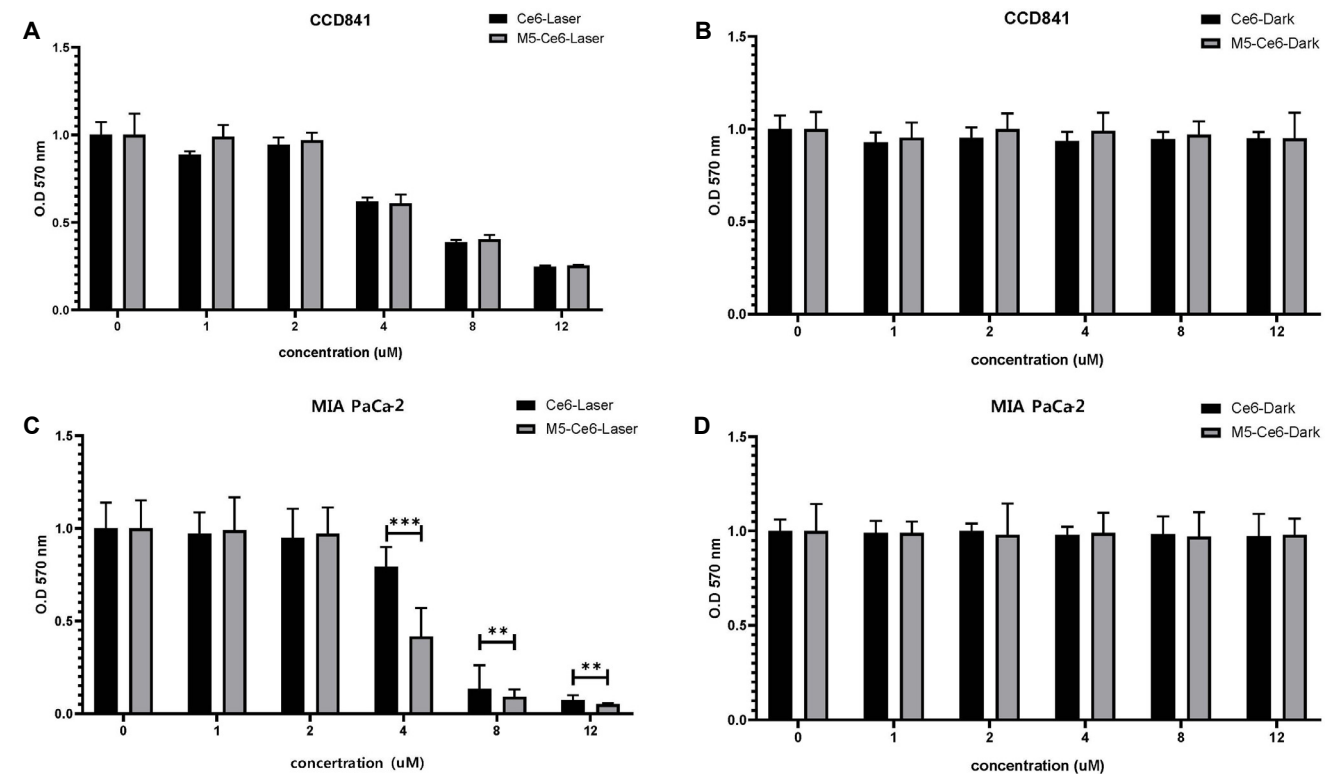 A
CCD841
Ce6-Laser
M5-Ce6-Laser
1.5
1.0
0.5
0.0
O.D 570 nm
0 1 2 4 8 12
concentration (uM)
B
CCD841
Ce6-Dark
M5-Ce6-Dark
1.5
1.0
0.5
0.0
O.D 570 nm
0 1 2 4 8 12
concentration (uM)
C
MIA PaCa-2
Ce6-Laser
M5-Ce6-Laser
1.5
1.0
0.5
0.0
O.D 570 nm
***
**
**
0 1 2 4 8 12
concertration (uM)
D
MIA PaCa-2
Ce6-Dark
M5-Ce6-Dark
1.5
1.0
0.5
0.0
O.D 570 nm
0 1 2 4 8 12
concentration (uM)